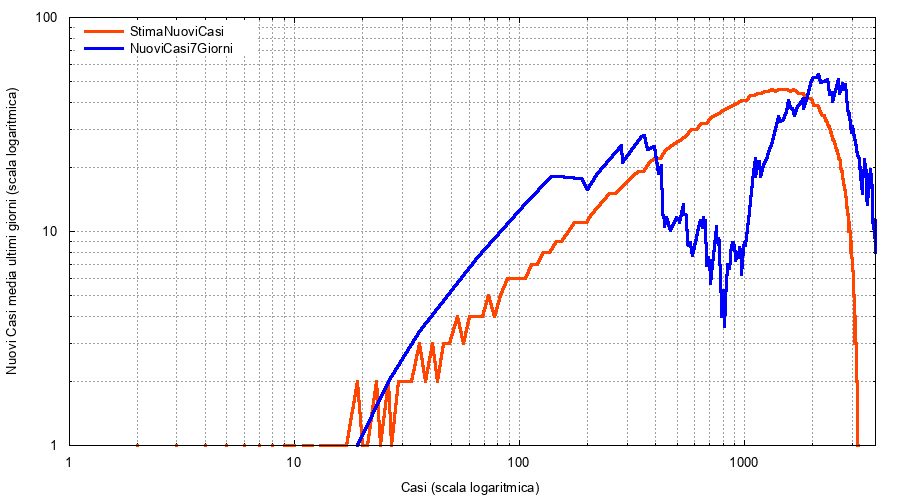 100
StimaNuoviCasi
NuoviCasi7Giorni
Nuovi Casi media ultimi giorni (scala logaritmica)
10
1
1
10
100
1000
Casi (scala logaritmica)